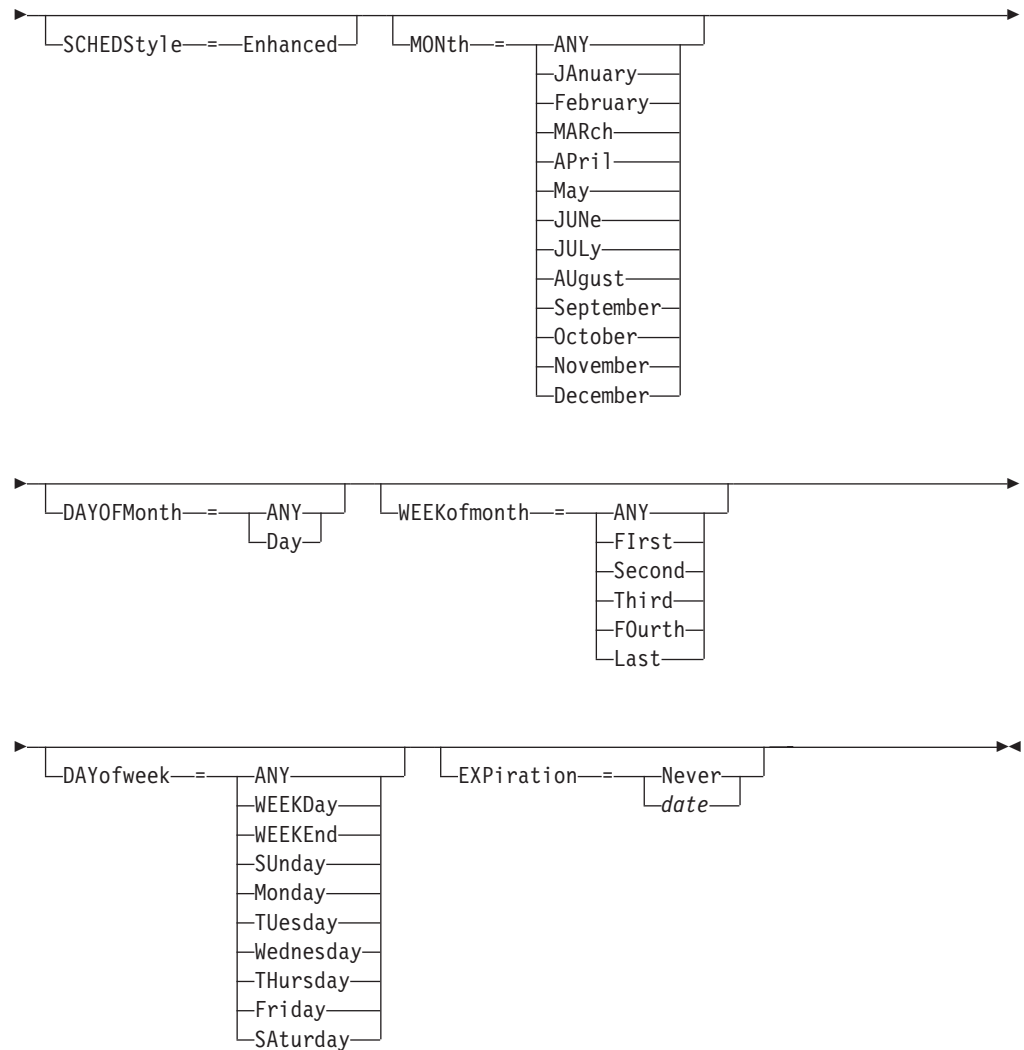 SCHEDStyle = Enhanced MONth = ANY
JAnuary
February
MARch
APril
May
JUNe
JULy
AUgust
September
October
November
December
DAYOFMonth = ANY WEEKofmonth = ANY
Day FIrst
Second
Third
FOurth
Last
DAYofweek = ANY EXPiration = Never
WEEKDay date
WEEKEnd
SUnday
Monday
TUesday
Wednesday
THursday
Friday
SAturday